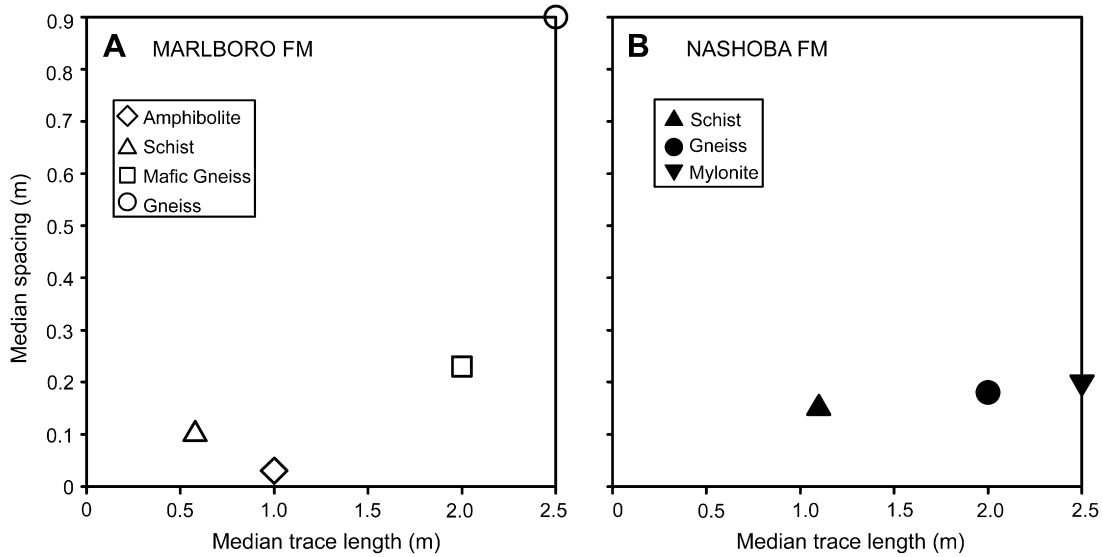 A MARLBORO FM
Amphibolite
Schist
Mafic Gneiss
Gneiss
Median spacing (m)
0.9
0.8
0.7
0.6
0.5
0.4
0.3
0.2
0.1
0
0 0.5 1.0 1.5 2.0 2.5
Median trace length (m)
B NASHOBA FM
Schist
Gneiss
Mylonite
0 0.5 1.0 1.5 2.0 2.5
Median trace length (m)